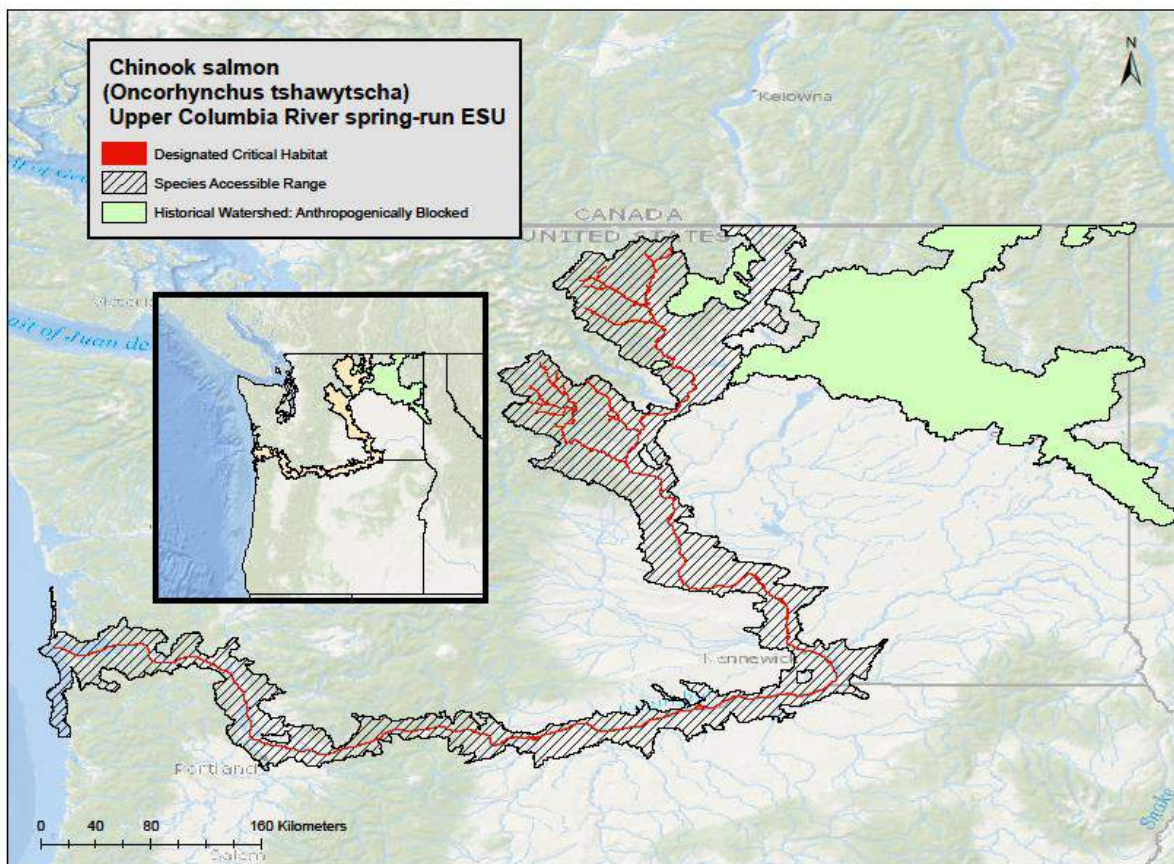 Chinook salmon
(Oncorhynchus tshawytscha)
Upper Columbia River spring-run ESU
Designated Critical Habitat
Species Accessible Range
Historical Watershed: Anthropogenically Blocked
N
Kelowna
CANADA
UNITED STATES
ait of Juan de
Kennewick
Portland
0 40 80 160 Kilometers
Salem
Snake